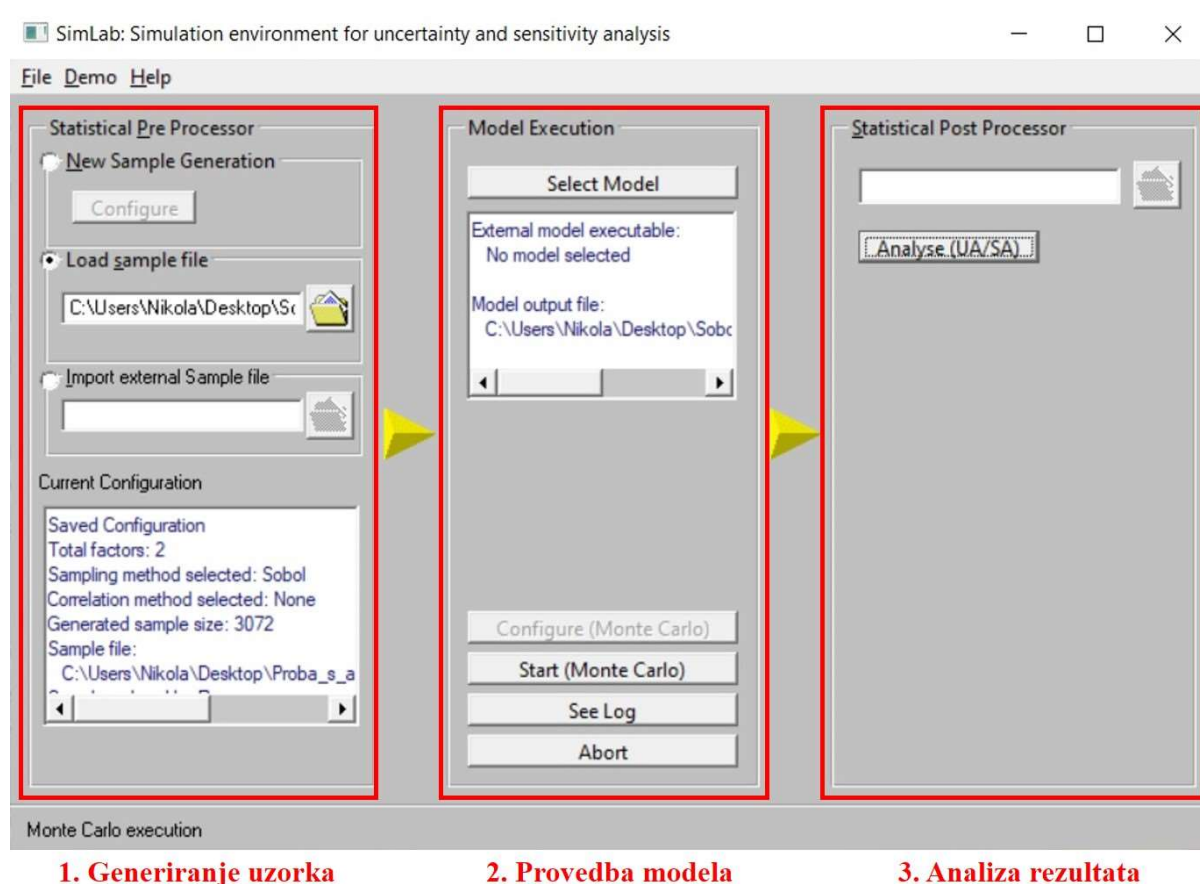 SimLab: Simulation environment for uncertainty and sensitivity analysis
File Demo Help
Statistical Pre Processor
New Sample Generation
Configure
Load sample file
C:\Users\Nikola\Desktop\Sc
Import external Sample file
Current Configuration
Saved Configuration
Total factors: 2
Sampling method selected: Sobol
Correlation method selected: None
Generated sample size: 3072
Sample file:
C:\Users\Nikola\Desktop\Proba_s_a
Model Execution
Select Model
External model executable:
No model selected
Model output file:
C:\Users\Nikola\Desktop\Sobo
Configure (Monte Carlo)
Start (Monte Carlo)
See Log
Abort
Statistical Post Processor
Analyse (UA/SA)
Monte Carlo execution
1. Generiranje uzorka
2. Provedba modela
3. Analiza rezultata